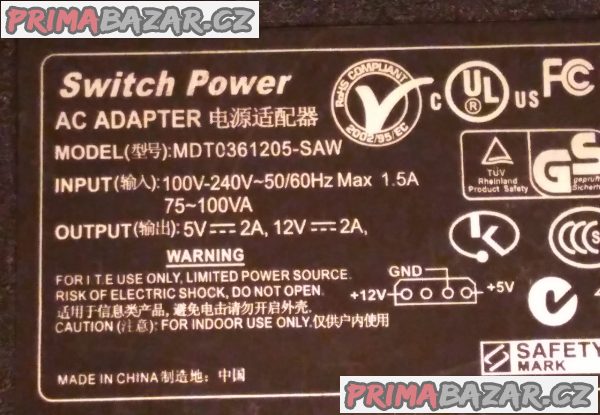 PRIMABAZAR.CZ
Switch Power
AC ADAPTER 电源适配器
MODEL(型号):MDT0361205-SAW
INPUT(输入):100V-240V~50/60Hz Max 1.5A
75~100VA
OUTPUT(输出):5V⎓2A, 12V⎓2A,
WARNING
FOR I.T.E USE ONLY, LIMITED POWER SOURCE.
RISK OF ELECTRIC SHOCK, DO NOT OPEN.
适用于信息类产品, 避免电击请勿开启外壳.
CAUTION (注意): FOR INDOOR USE ONLY.仅供户内使用
MADE IN CHINA 制造地: 中国
RoHS COMPLIANT
2002/95/EC
C UL US
®
FC
TÜV
Rheinland
Product Safety
GS
geprüft
Sicherh
GND
+12V
+5V
SAFETY
MARK
PRIMABAZAR.CZ